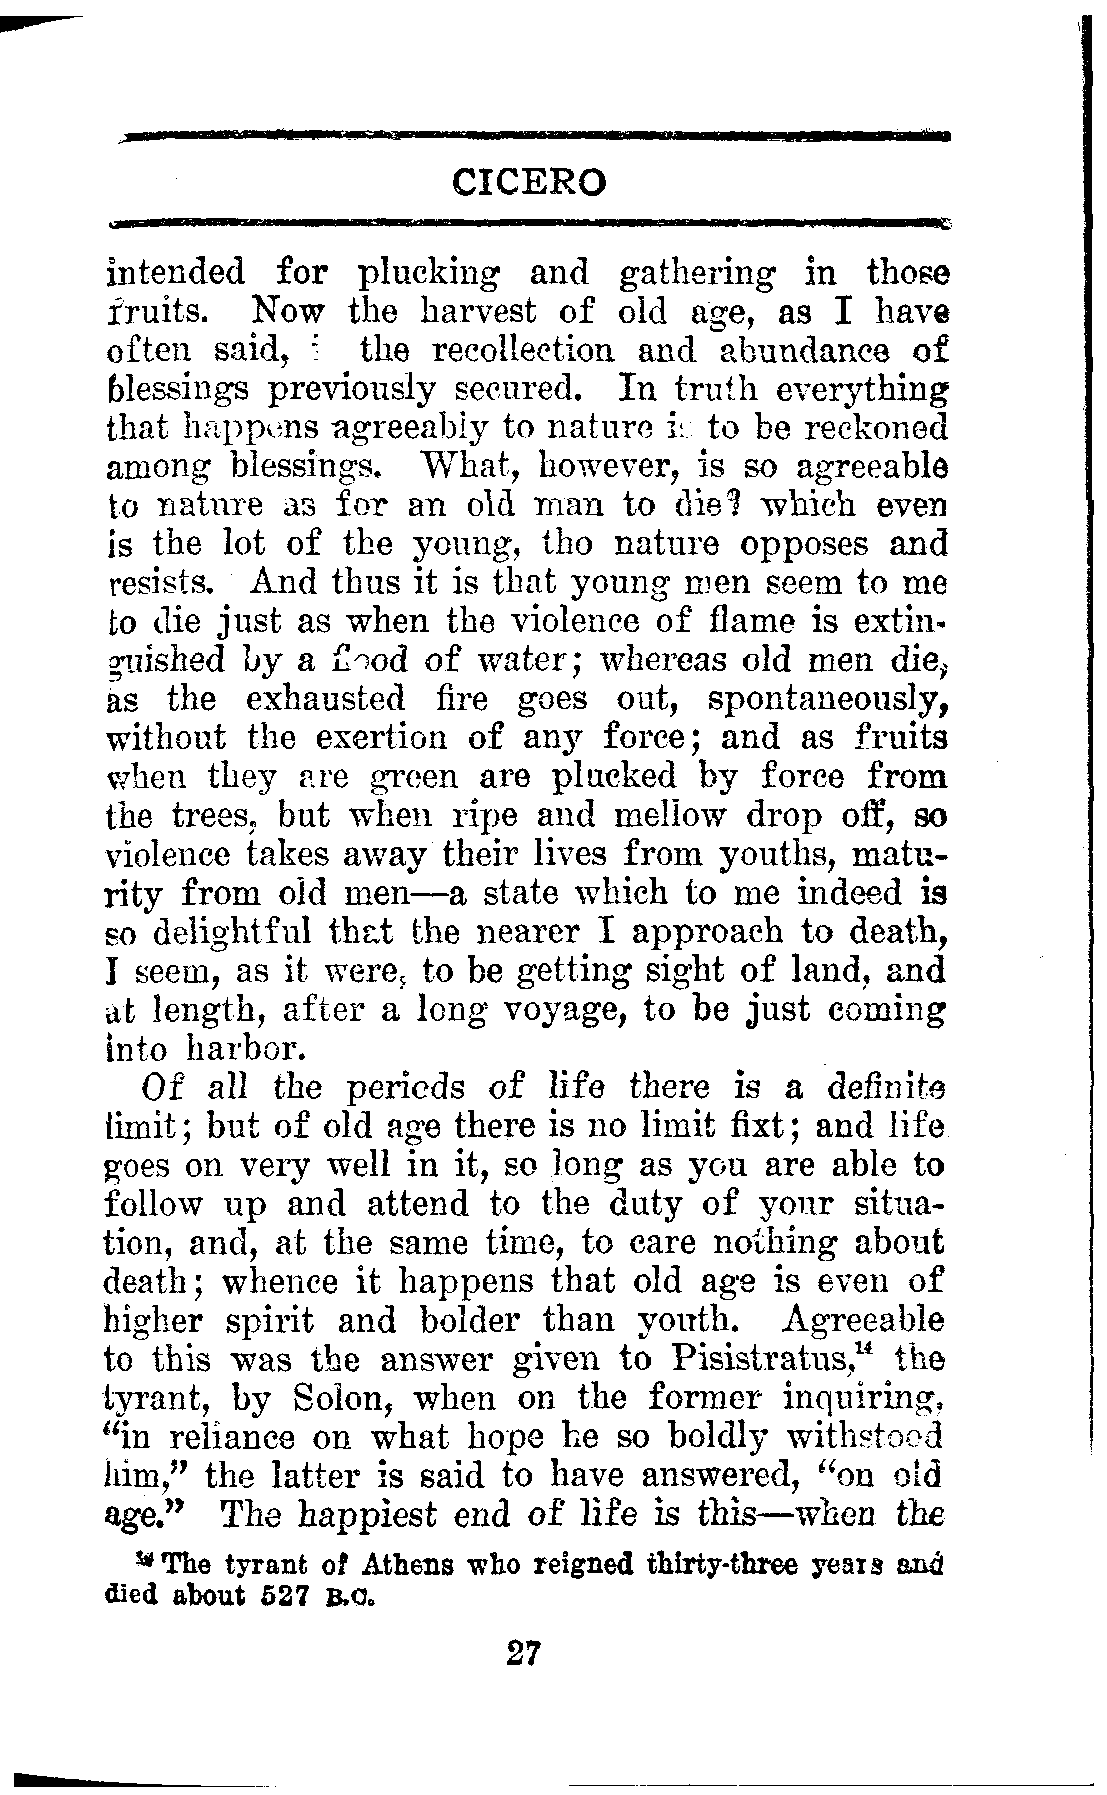 CICERO
intended for plucking and gathering in those
fruits. Now the harvest of old age, as I have
often said, the recollection and abundance of
blessings previously secured. In truth everything
that happens agreeably to nature is to be reckoned
among blessings. What, however, is so agreeable
to nature as for an old man to die? which even
is the lot of the young, tho nature opposes and
resists. And thus it is that young men seem to me
to die just as when the violence of flame is extin-
guished by a flood of water; whereas old men die,
as the exhausted fire goes out, spontaneously,
without the exertion of any force; and as fruits
when they are green are plucked by force from
the trees, but when ripe and mellow drop off, so
violence takes away their lives from youths, matu-
rity from old men—a state which to me indeed is
so delightful that the nearer I approach to death,
I seem, as it were, to be getting sight of land, and
at length, after a long voyage, to be just coming
into harbor.
Of all the periods of life there is a definite
limit; but of old age there is no limit fixt; and life
goes on very well in it, so long as you are able to
follow up and attend to the duty of your situa-
tion, and, at the same time, to care nothing about
death; whence it happens that old age is even of
higher spirit and bolder than youth. Agreeable
to this was the answer given to Pisistratus,¹⁴ the
tyrant, by Solon, when on the former inquiring,
“in reliance on what hope he so boldly withstood
him,” the latter is said to have answered, “on old
age.” The happiest end of life is this—when the
¹⁴ The tyrant of Athens who reigned thirty-three years and
died about 527 B.C.
27